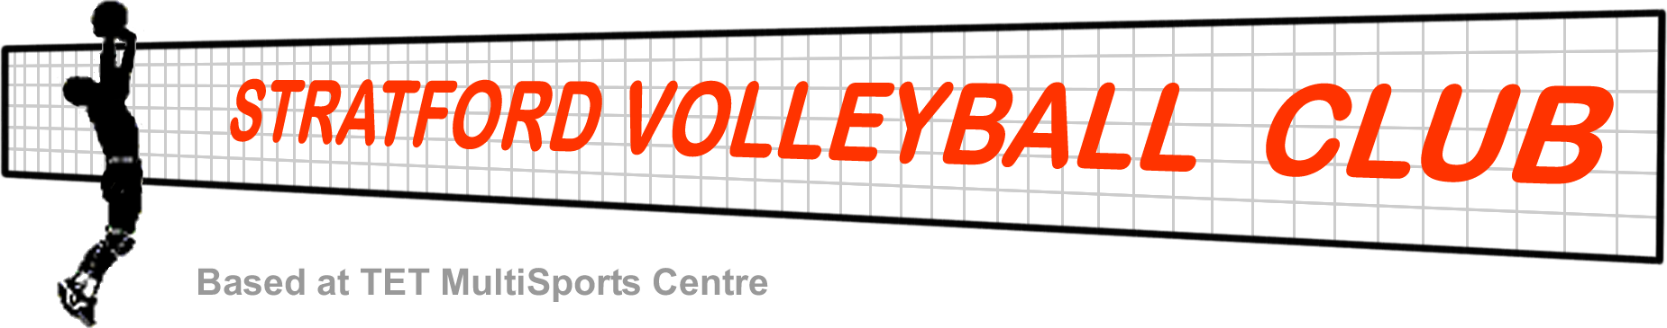 STRATFORD VOLLEYBALL CLUB
Based at TET MultiSports Centre